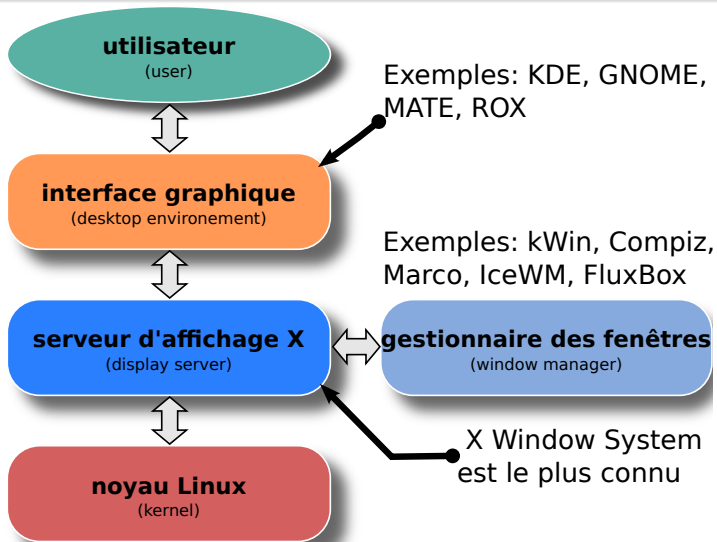 utilisateur
(user)
Exemples: KDE, GNOME,
MATE, ROX
interface graphique
(desktop environement)
Exemples: kWin, Compiz,
Marco, IceWM, FluxBox
serveur d'affichage X
(display server)
gestionnaire des fenêtres
(window manager)
X Window System
est le plus connu
noyau Linux
(kernel)